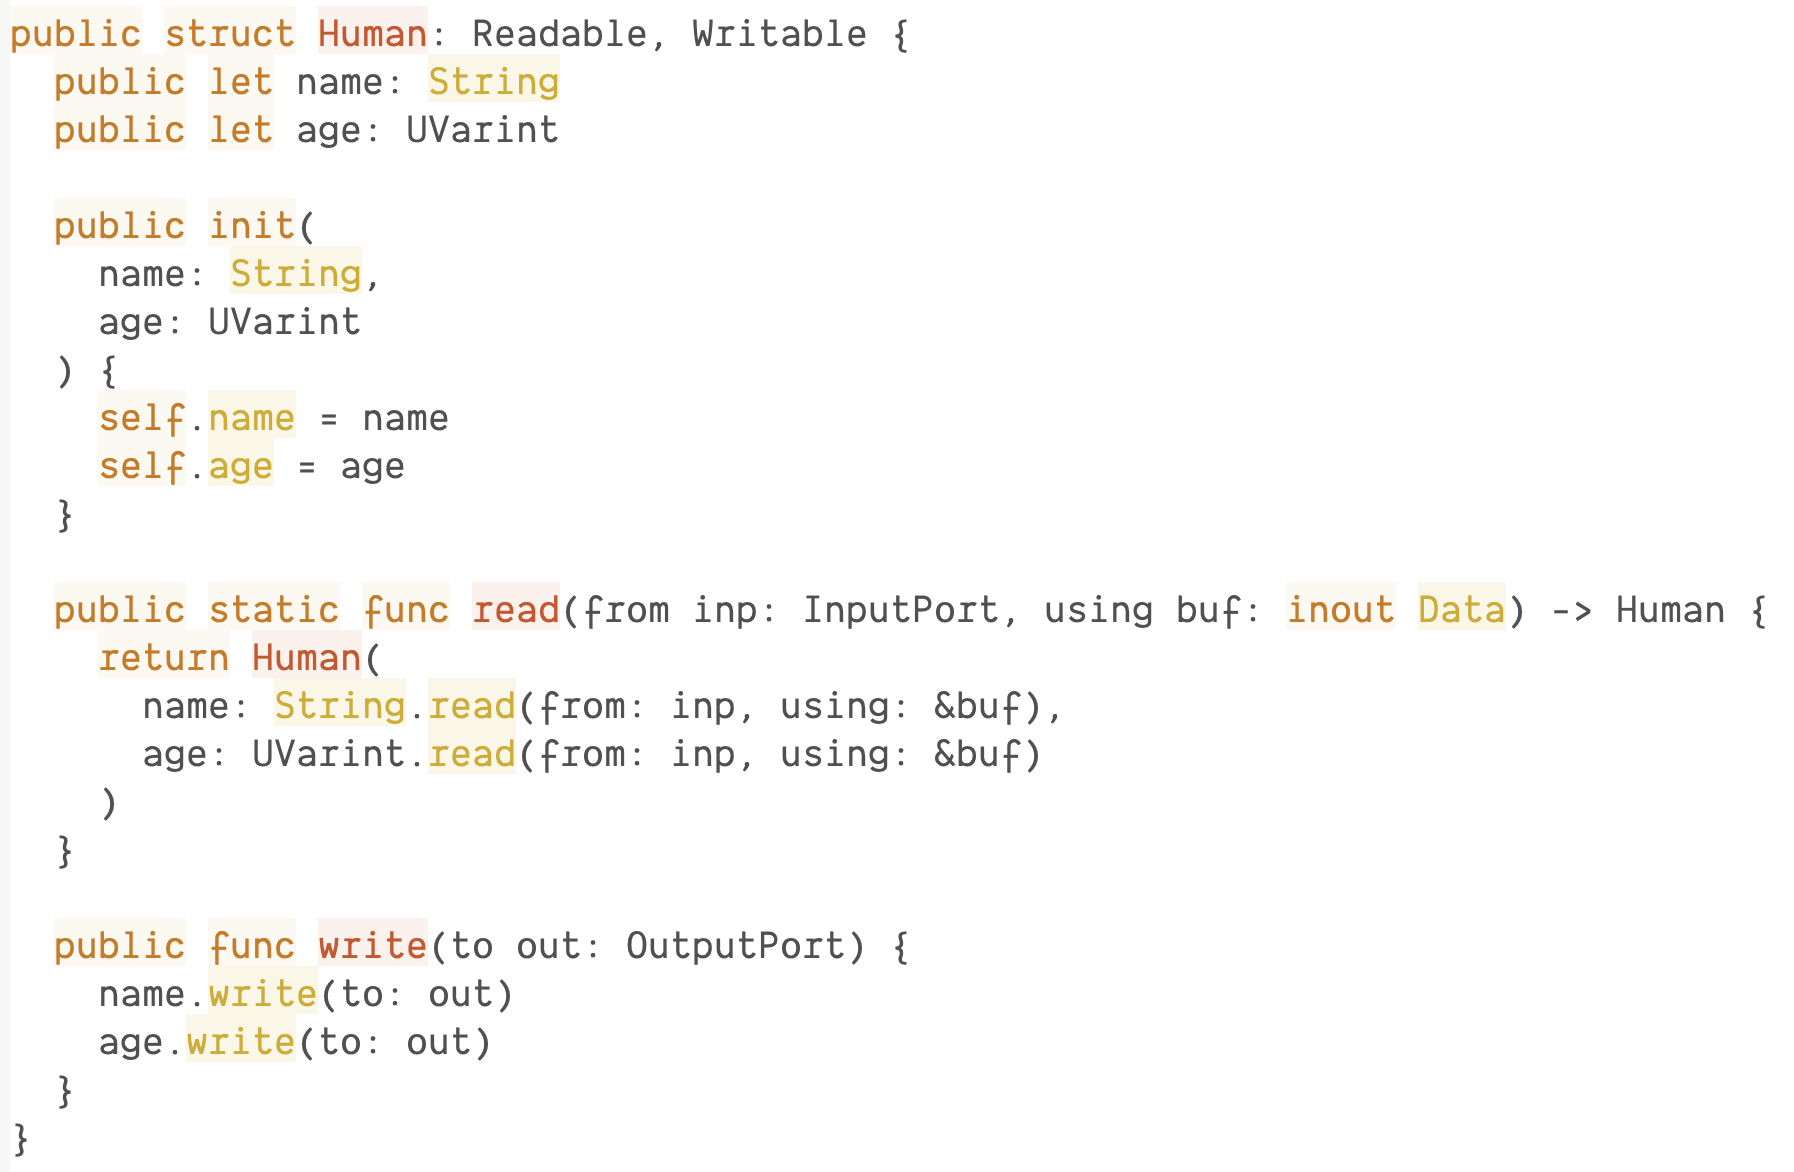 public struct Human: Readable, Writable {
  public let name: String
  public let age: UVarint

  public init(
    name: String,
    age: UVarint
  ) {
    self.name = name
    self.age = age
  }

  public static func read(from inp: InputPort, using buf: inout Data) -> Human {
    return Human(
      name: String.read(from: inp, using: &buf),
      age: UVarint.read(from: inp, using: &buf)
    )
  }

  public func write(to out: OutputPort) {
    name.write(to: out)
    age.write(to: out)
  }
}